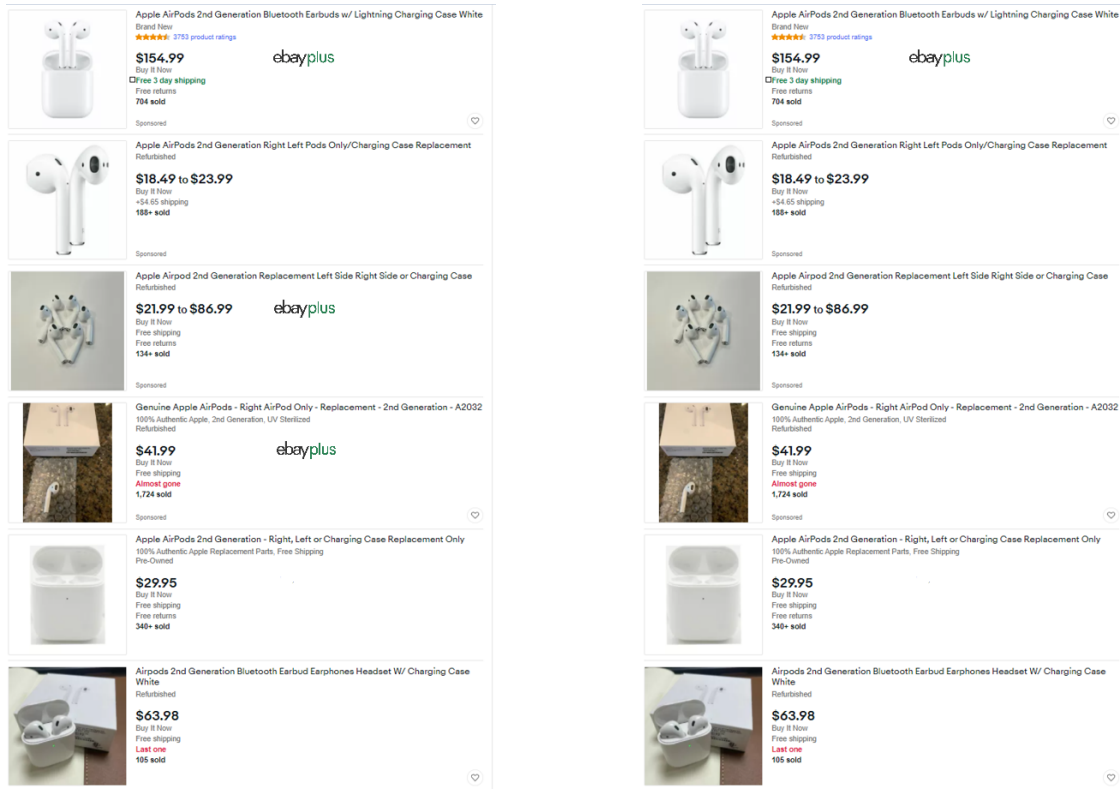 Apple AirPods 2nd Generation Bluetooth Earbuds w/ Lightning Charging Case White
Brand New
3753 product ratings
$154.99
ebayplus
Buy It Now
Free 3 day shipping
Free returns
704 sold
Sponsored
Apple AirPods 2nd Generation Right Left Pods Only/Charging Case Replacement
Refurbished
$18.49 to $23.99
Buy It Now
+$4.65 shipping
188+ sold
Sponsored
Apple Airpod 2nd Generation Replacement Left Side Right Side or Charging Case
Refurbished
$21.99 to $86.99
ebayplus
Buy It Now
Free shipping
Free returns
134+ sold
Sponsored
Genuine Apple AirPods - Right AirPod Only - Replacement - 2nd Generation - A2032
100% Authentic Apple, 2nd Generation, UV Sterilized
Refurbished
$41.99
ebayplus
Buy It Now
Free shipping
Almost gone
1,724 sold
Sponsored
Apple AirPods 2nd Generation - Right, Left or Charging Case Replacement Only
100% Authentic Apple Replacement Parts, Free Shipping
Pre-Owned
$29.95
Buy It Now
Free shipping
Free returns
340+ sold
Airpods 2nd Generation Bluetooth Earbud Earphones Headset W/ Charging Case
White
Refurbished
$63.98
Buy It Now
Free shipping
Last one
105 sold
Apple AirPods 2nd Generation Bluetooth Earbuds w/ Lightning Charging Case White
Brand New
3753 product ratings
$154.99
ebayplus
Buy It Now
Free 3 day shipping
Free returns
704 sold
Sponsored
Apple AirPods 2nd Generation Right Left Pods Only/Charging Case Replacement
Refurbished
$18.49 to $23.99
Buy It Now
+$4.65 shipping
188+ sold
Sponsored
Apple Airpod 2nd Generation Replacement Left Side Right Side or Charging Case
Refurbished
$21.99 to $86.99
Buy It Now
Free shipping
Free returns
134+ sold
Sponsored
Genuine Apple AirPods - Right AirPod Only - Replacement - 2nd Generation - A2032
100% Authentic Apple, 2nd Generation, UV Sterilized
Refurbished
$41.99
Buy It Now
Free shipping
Almost gone
1,724 sold
Sponsored
Apple AirPods 2nd Generation - Right, Left or Charging Case Replacement Only
100% Authentic Apple Replacement Parts, Free Shipping
Pre-Owned
$29.95
Buy It Now
Free shipping
Free returns
340+ sold
Airpods 2nd Generation Bluetooth Earbud Earphones Headset W/ Charging Case
White
Refurbished
$63.98
Buy It Now
Free shipping
Last one
105 sold